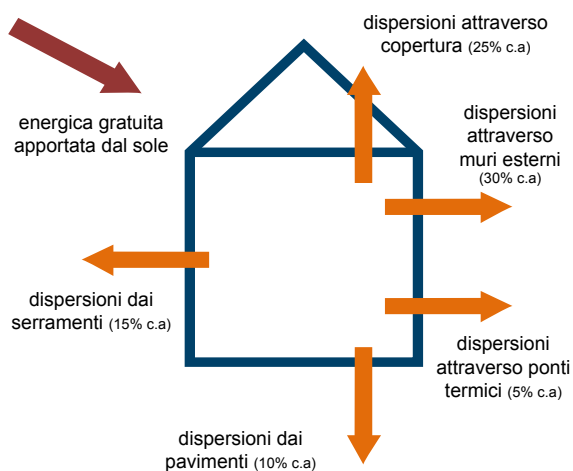 dispersioni attraverso
copertura (25% c.a)
energica gratuita
apportata dal sole
dispersioni
attraverso
muri esterni
(30% c.a)
dispersioni dai
serramenti (15% c.a)
dispersioni
attraverso ponti
termici (5% c.a)
dispersioni dai
pavimenti (10% c.a)